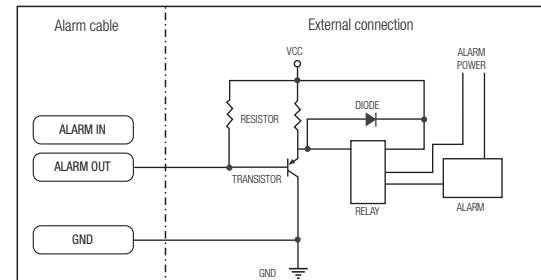 Alarm cable
External connection
VCC
ALARM
POWER
RESISTOR
DIODE
ALARM IN
ALARM OUT
TRANSISTOR
RELAY
ALARM
GND
GND